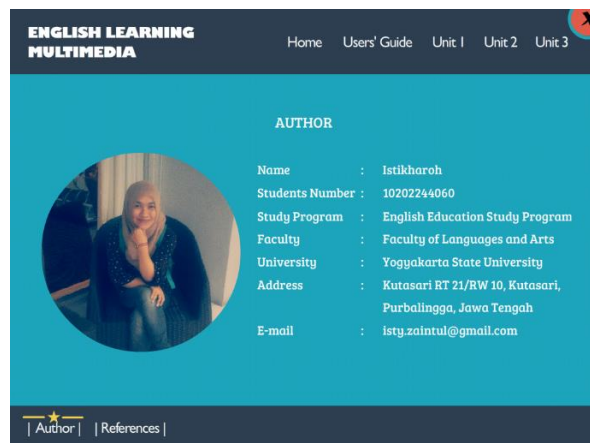 ENGLISH LEARNING
MULTIMEDIA
Home Users' Guide Unit 1 Unit 2 Unit 3
X
AUTHOR
Name : Istikharoh
Students Number : 10202244060
Study Program : English Education Study Program
Faculty : Faculty of Languages and Arts
University : Yogyakarta State University
Address : Kutasari RT 21/RW 10, Kutasari,
Purbalingga, Jawa Tengah
E-mail : isty.zaintul@gmail.com
| Author | | References |